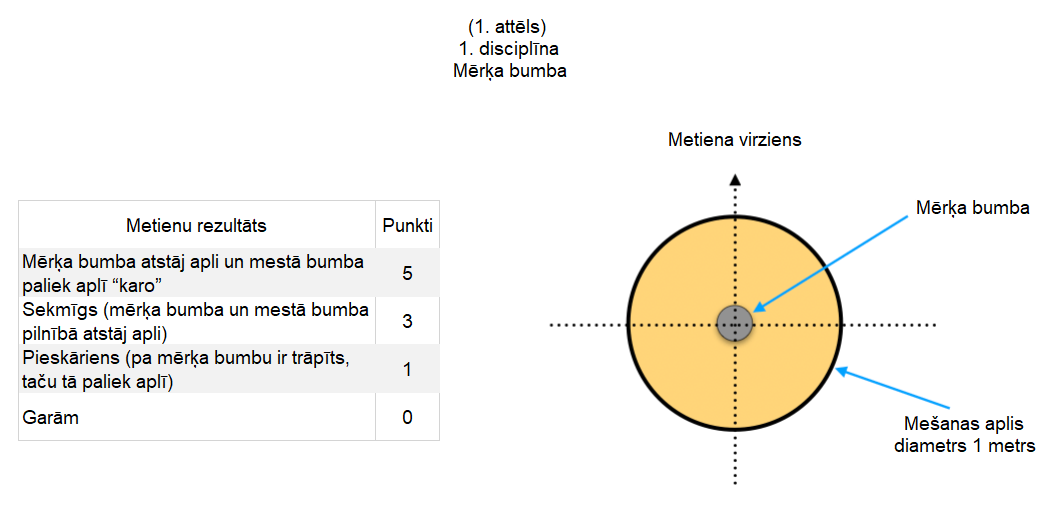 (1. attēls)
1. disciplīna
Mērķa bumba
Metiena virziens
Mērķa bumba
Mešanas aplis
diametrs 1 metrs
Metienu rezultāts Punkti
Mērķa bumba atstāj apli un mestā bumba
paliek aplī “karo” 5
Sekmīgs (mērķa bumba un mestā bumba
pilnībā atstāj apli) 3
Pieskāriens (pa mērķa bumbu ir trāpīts,
taču tā paliek aplī) 1
Garām 0